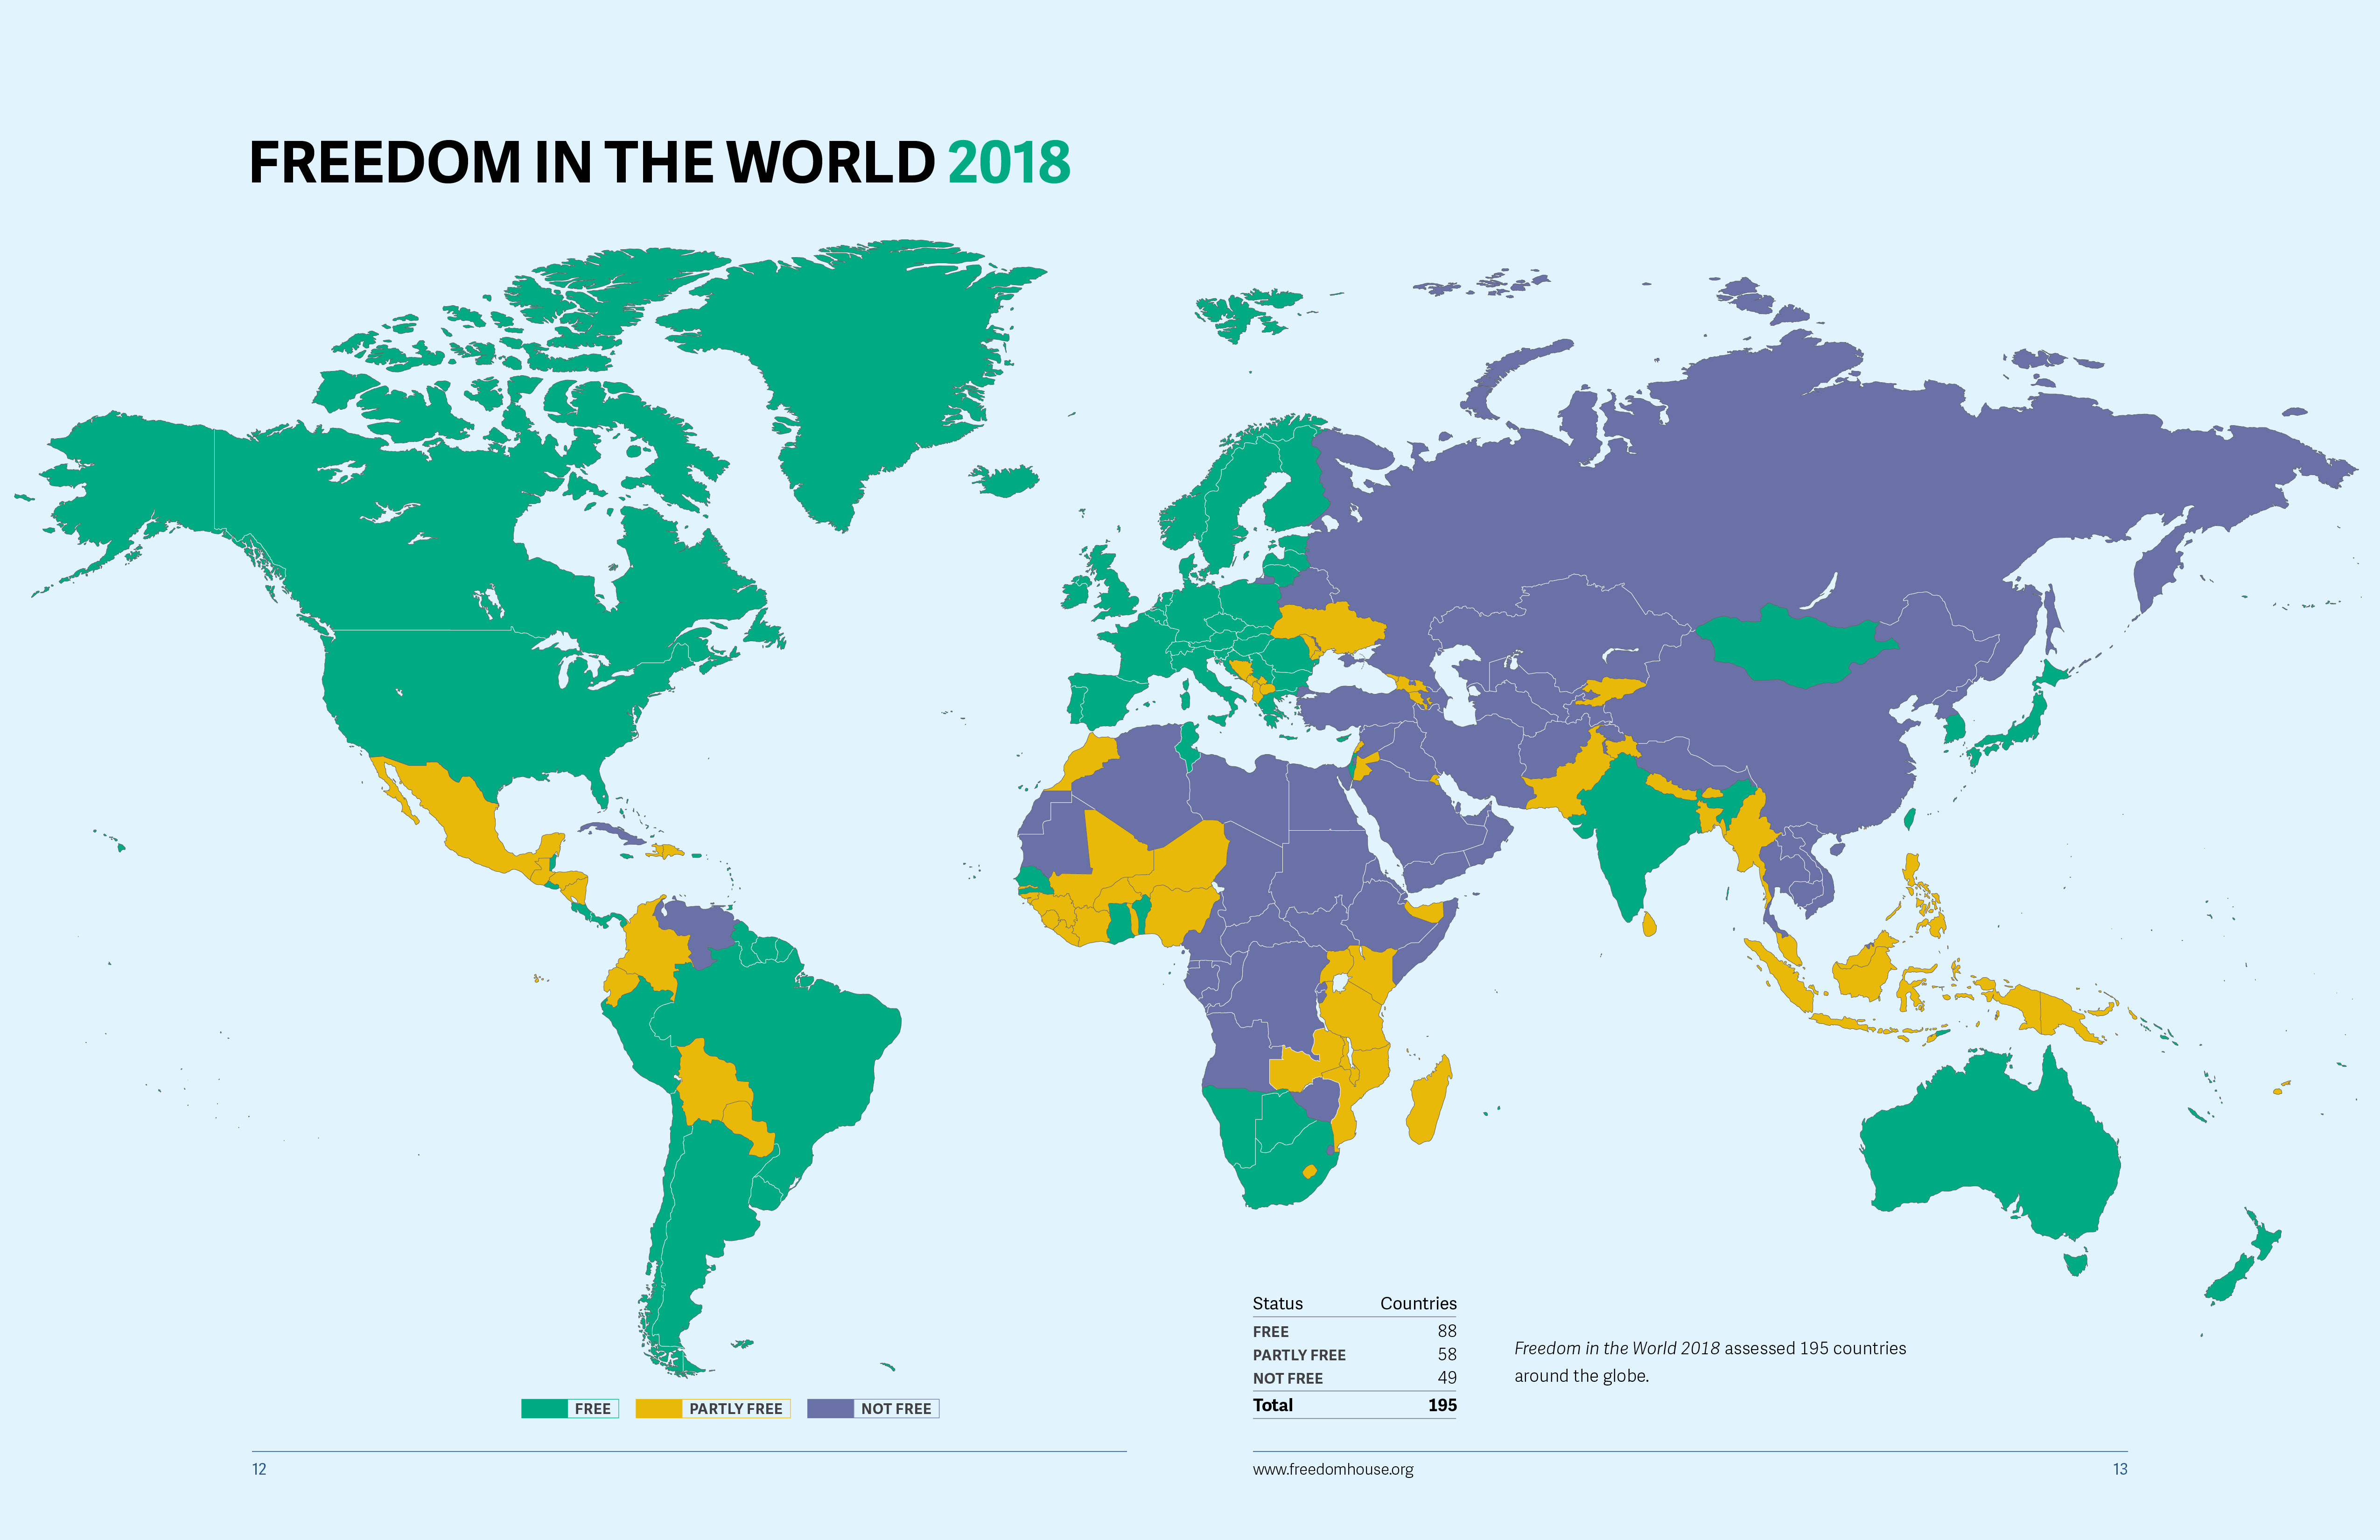 FREEDOM IN THE WORLD 2018
FREE
PARTLY FREE
NOT FREE
Status Countries
FREE 88
PARTLY FREE 58
NOT FREE 49
Total 195
Freedom in the World 2018 assessed 195 countries
around the globe.
12
www.freedomhouse.org
13